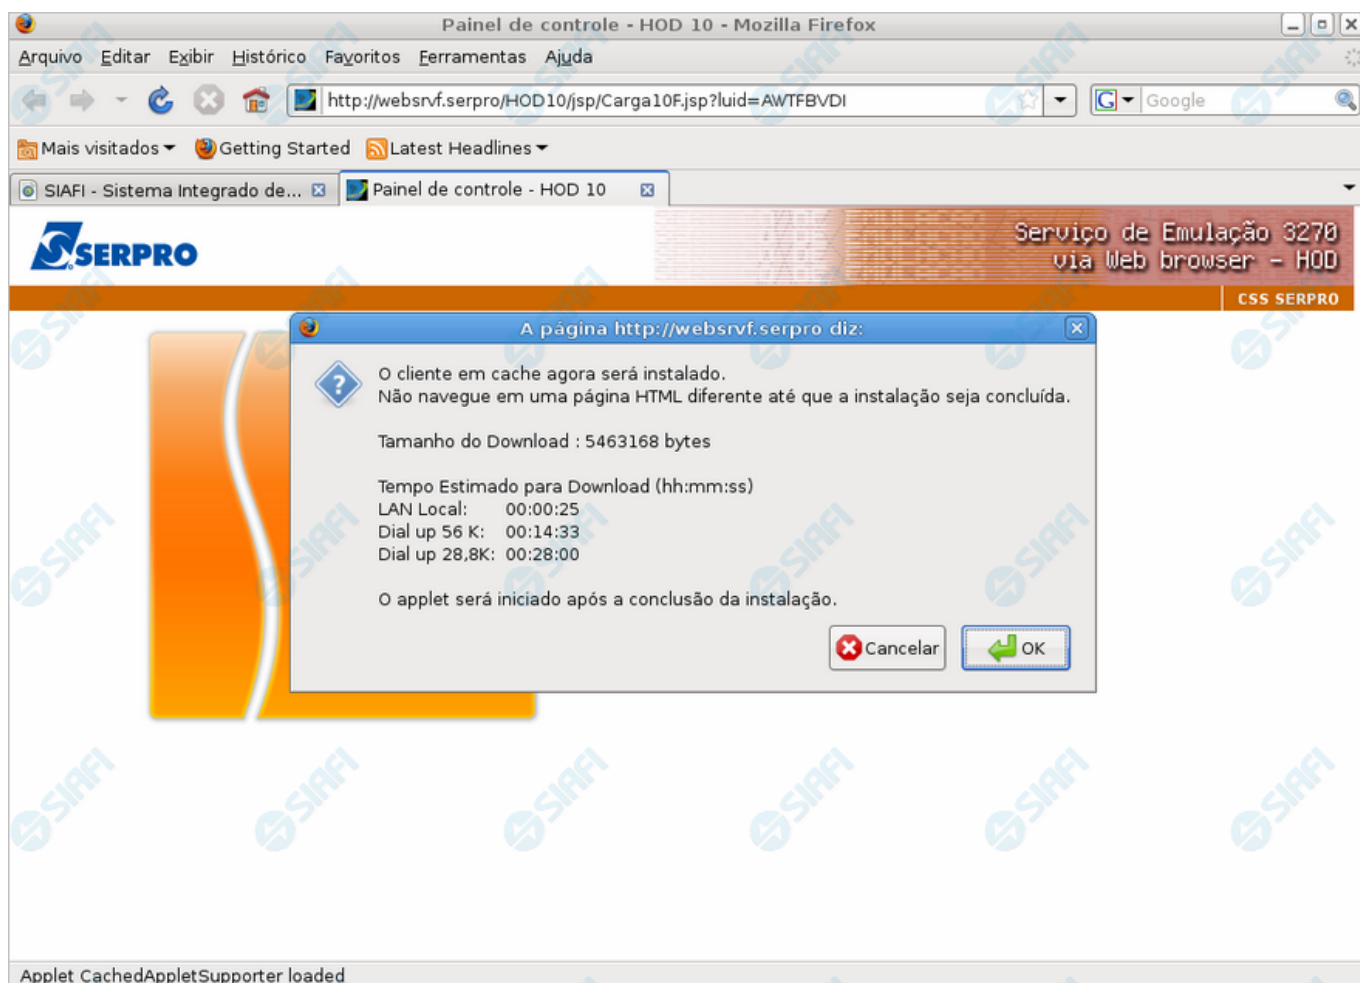 Painel de controle - HOD 10 - Mozilla Firefox
Arquivo Editar Exibir Histórico Favoritos Ferramentas Ajuda
http://websrvf.serpro/HOD10/jsp/Carga10F.jsp?luid=AWTFBVDI
Google
Mais visitados Getting Started Latest Headlines
SIAFI - Sistema Integrado de... Painel de controle - HOD 10
SERPRO
Serviço de Emulação 3270
via Web browser - HOD
CSS SERPRO
A página http://websrvf.serpro diz:
O cliente em cache agora será instalado.
Não navegue em uma página HTML diferente até que a instalação seja concluída.
Tamanho do Download : 5463168 bytes
Tempo Estimado para Download (hh:mm:ss)
LAN Local: 00:00:25
Dial up 56 K: 00:14:33
Dial up 28,8K: 00:28:00
O applet será iniciado após a conclusão da instalação.
Cancelar OK
SIAFI SIAFI SIAFI SIAFI SIAFI
Applet CachedAppletSupporter loaded